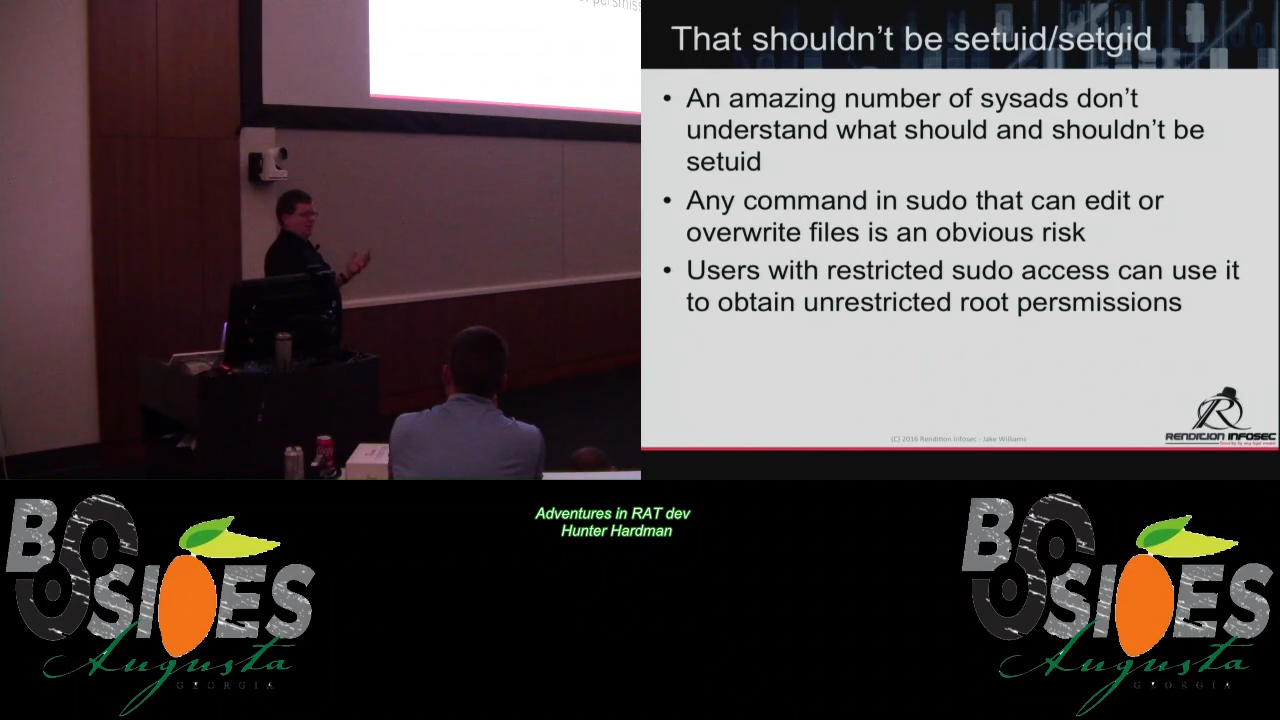 persmiss
That shouldn't be setuid/setgid
• An amazing number of sysads don't
understand what should and shouldn't be
setuid
• Any command in sudo that can edit or
overwrite files is an obvious risk
• Users with restricted sudo access can use it
to obtain unrestricted root persmissions
(C) 2016 Rendition Infosec - Jake Williams
R
RENDITION INFOSEC
Adventures in RAT dev
Hunter Hardman
BSIDES
Augusta
GEORGIA
BSIDES
Augusta
GEORGIA